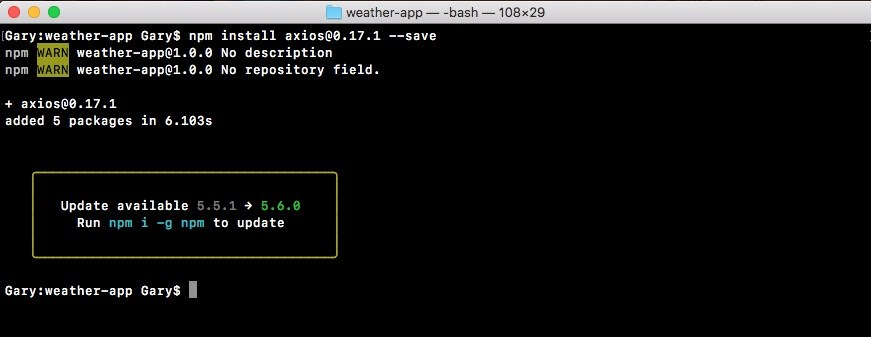 weather-app — -bash — 108×29
Gary:weather-app Gary$ npm install axios@0.17.1 --save
npm WARN weather-app@1.0.0 No description
npm WARN weather-app@1.0.0 No repository field.
+ axios@0.17.1
added 5 packages in 6.103s
Update available 5.5.1 → 5.6.0
Run npm i -g npm to update
Gary:weather-app Gary$